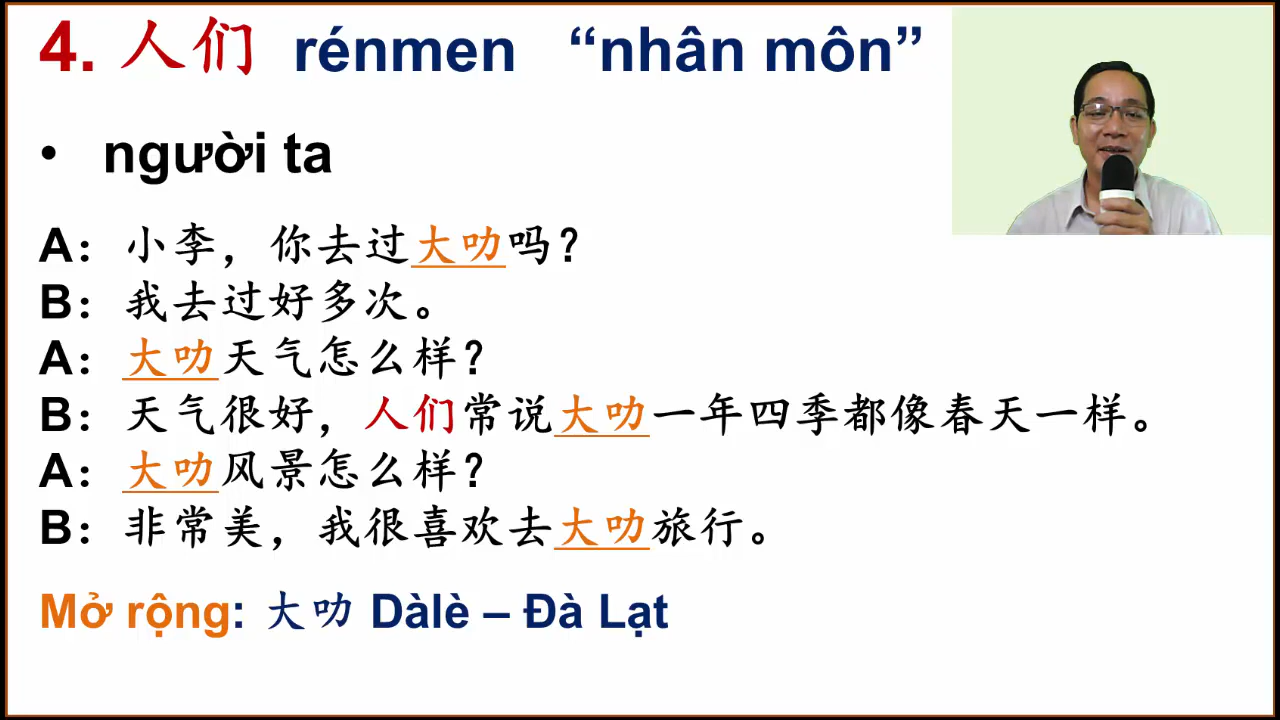 4. 人们 rénmen “nhân môn”
• người ta
A：小李，你去过大叻吗？
B：我去过好多次。
A：大叻天气怎么样？
B：天气很好，人们常说大叻一年四季都像春天一样。
A：大叻风景怎么样？
B：非常美，我很喜欢去大叻旅行。
Mở rộng: 大叻 Dàlè – Đà Lạt